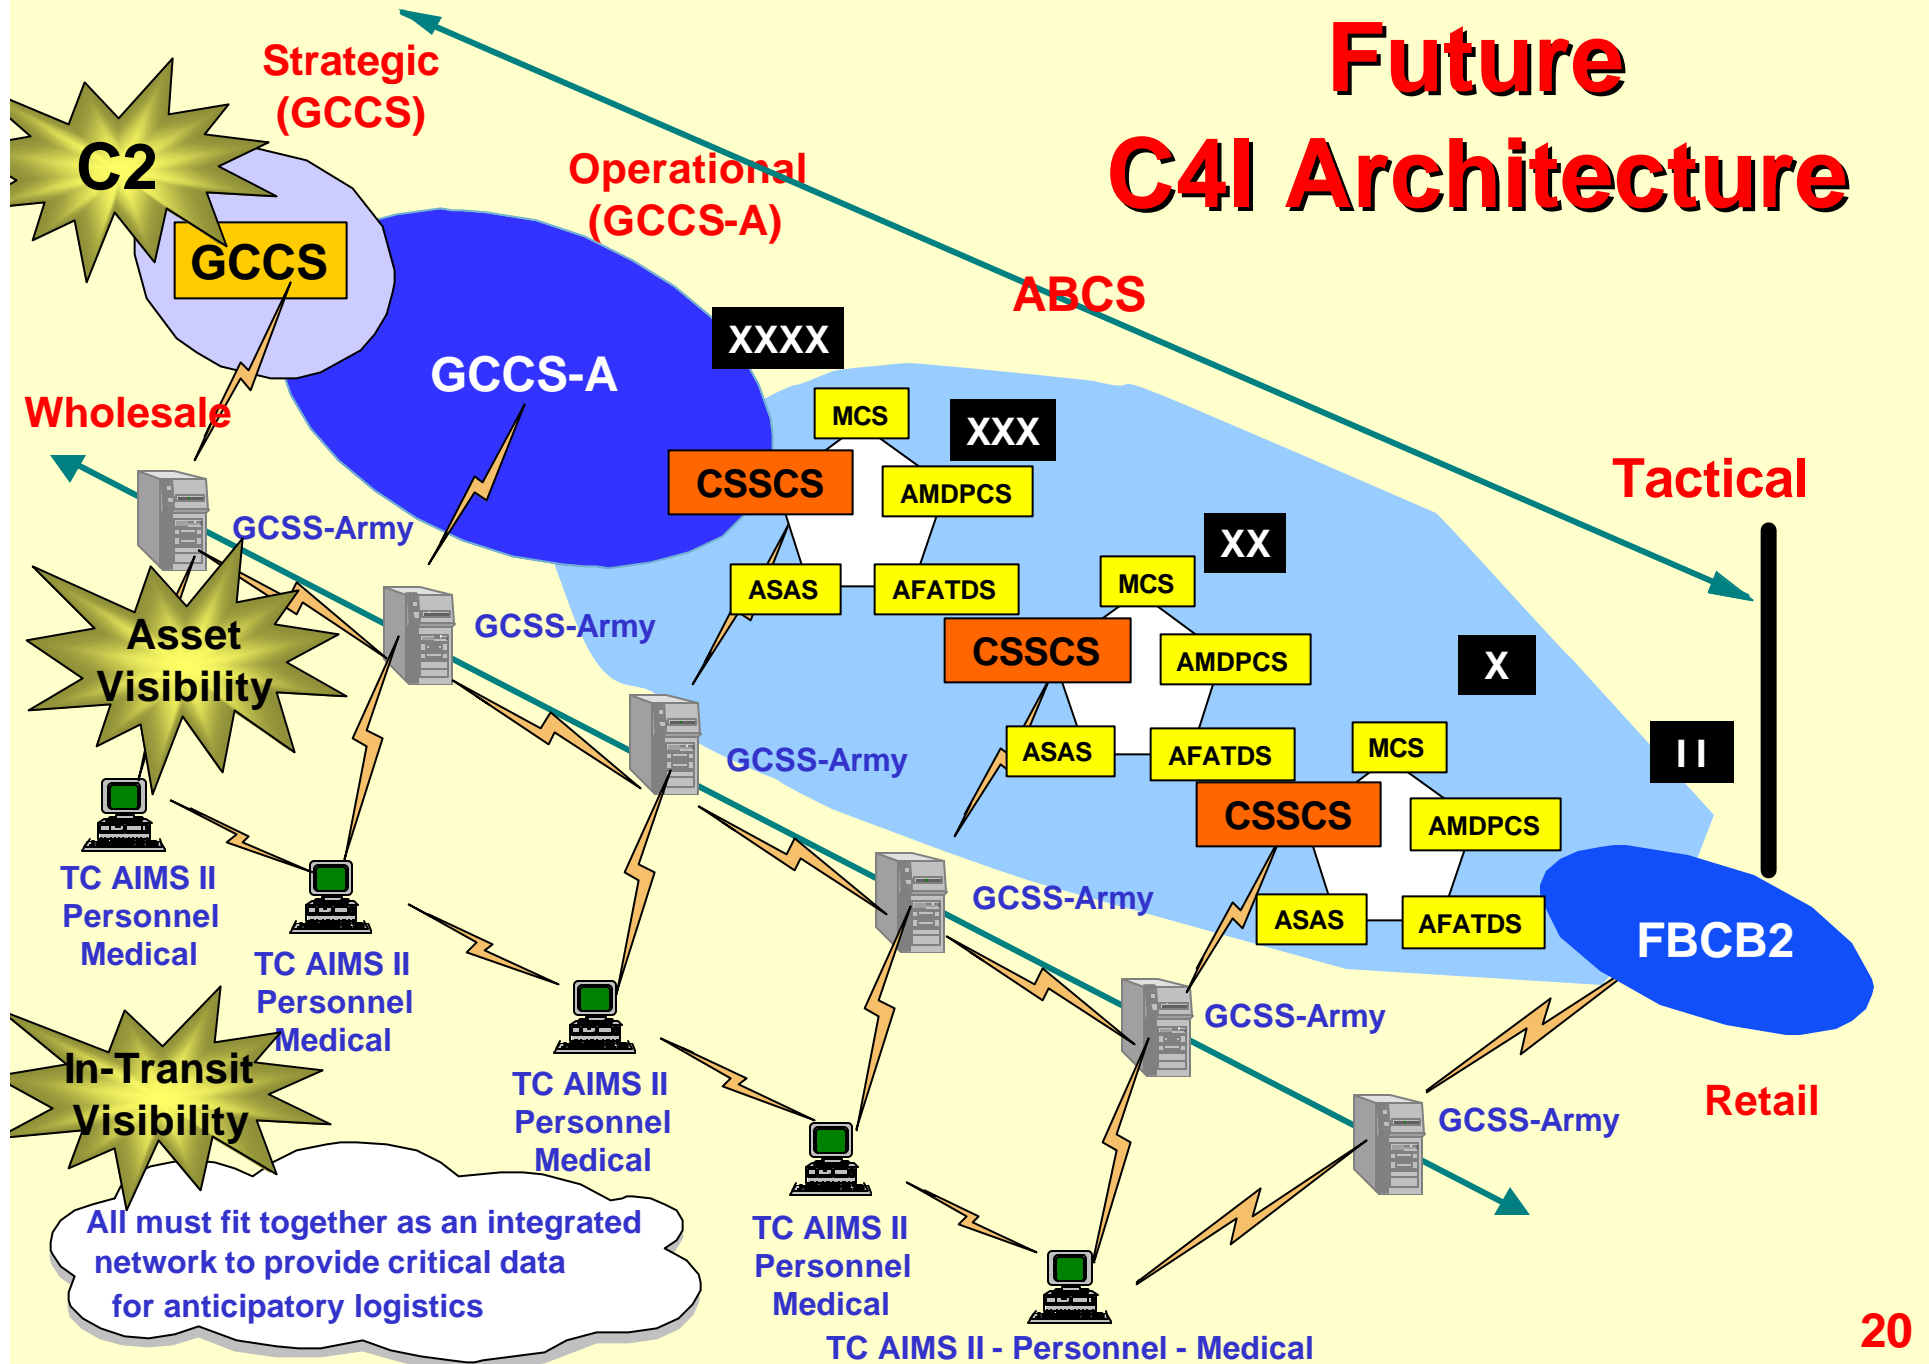 Future
C4I Architecture
Strategic
(GCCS)
C2
Operational
(GCCS-A)
GCCS
ABCS
XXXX
GCCS-A
Wholesale
MCS
XXX
CSSCS
AMDPCS
Tactical
GCSS-Army
XX
ASAS
AFATDS
MCS
GCSS-Army
Asset
Visibility
CSSCS
AMDPCS
X
GCSS-Army
ASAS
AFATDS
MCS
I I
CSSCS
AMDPCS
TC AIMS II
Personnel
Medical
GCSS-Army
ASAS
AFATDS
FBCB2
TC AIMS II
Personnel
Medical
GCSS-Army
In-Transit
Visibility
TC AIMS II
Personnel
Medical
GCSS-Army
Retail
All must fit together as an integrated
network to provide critical data
for anticipatory logistics
TC AIMS II
Personnel
Medical
TC AIMS II - Personnel - Medical
20